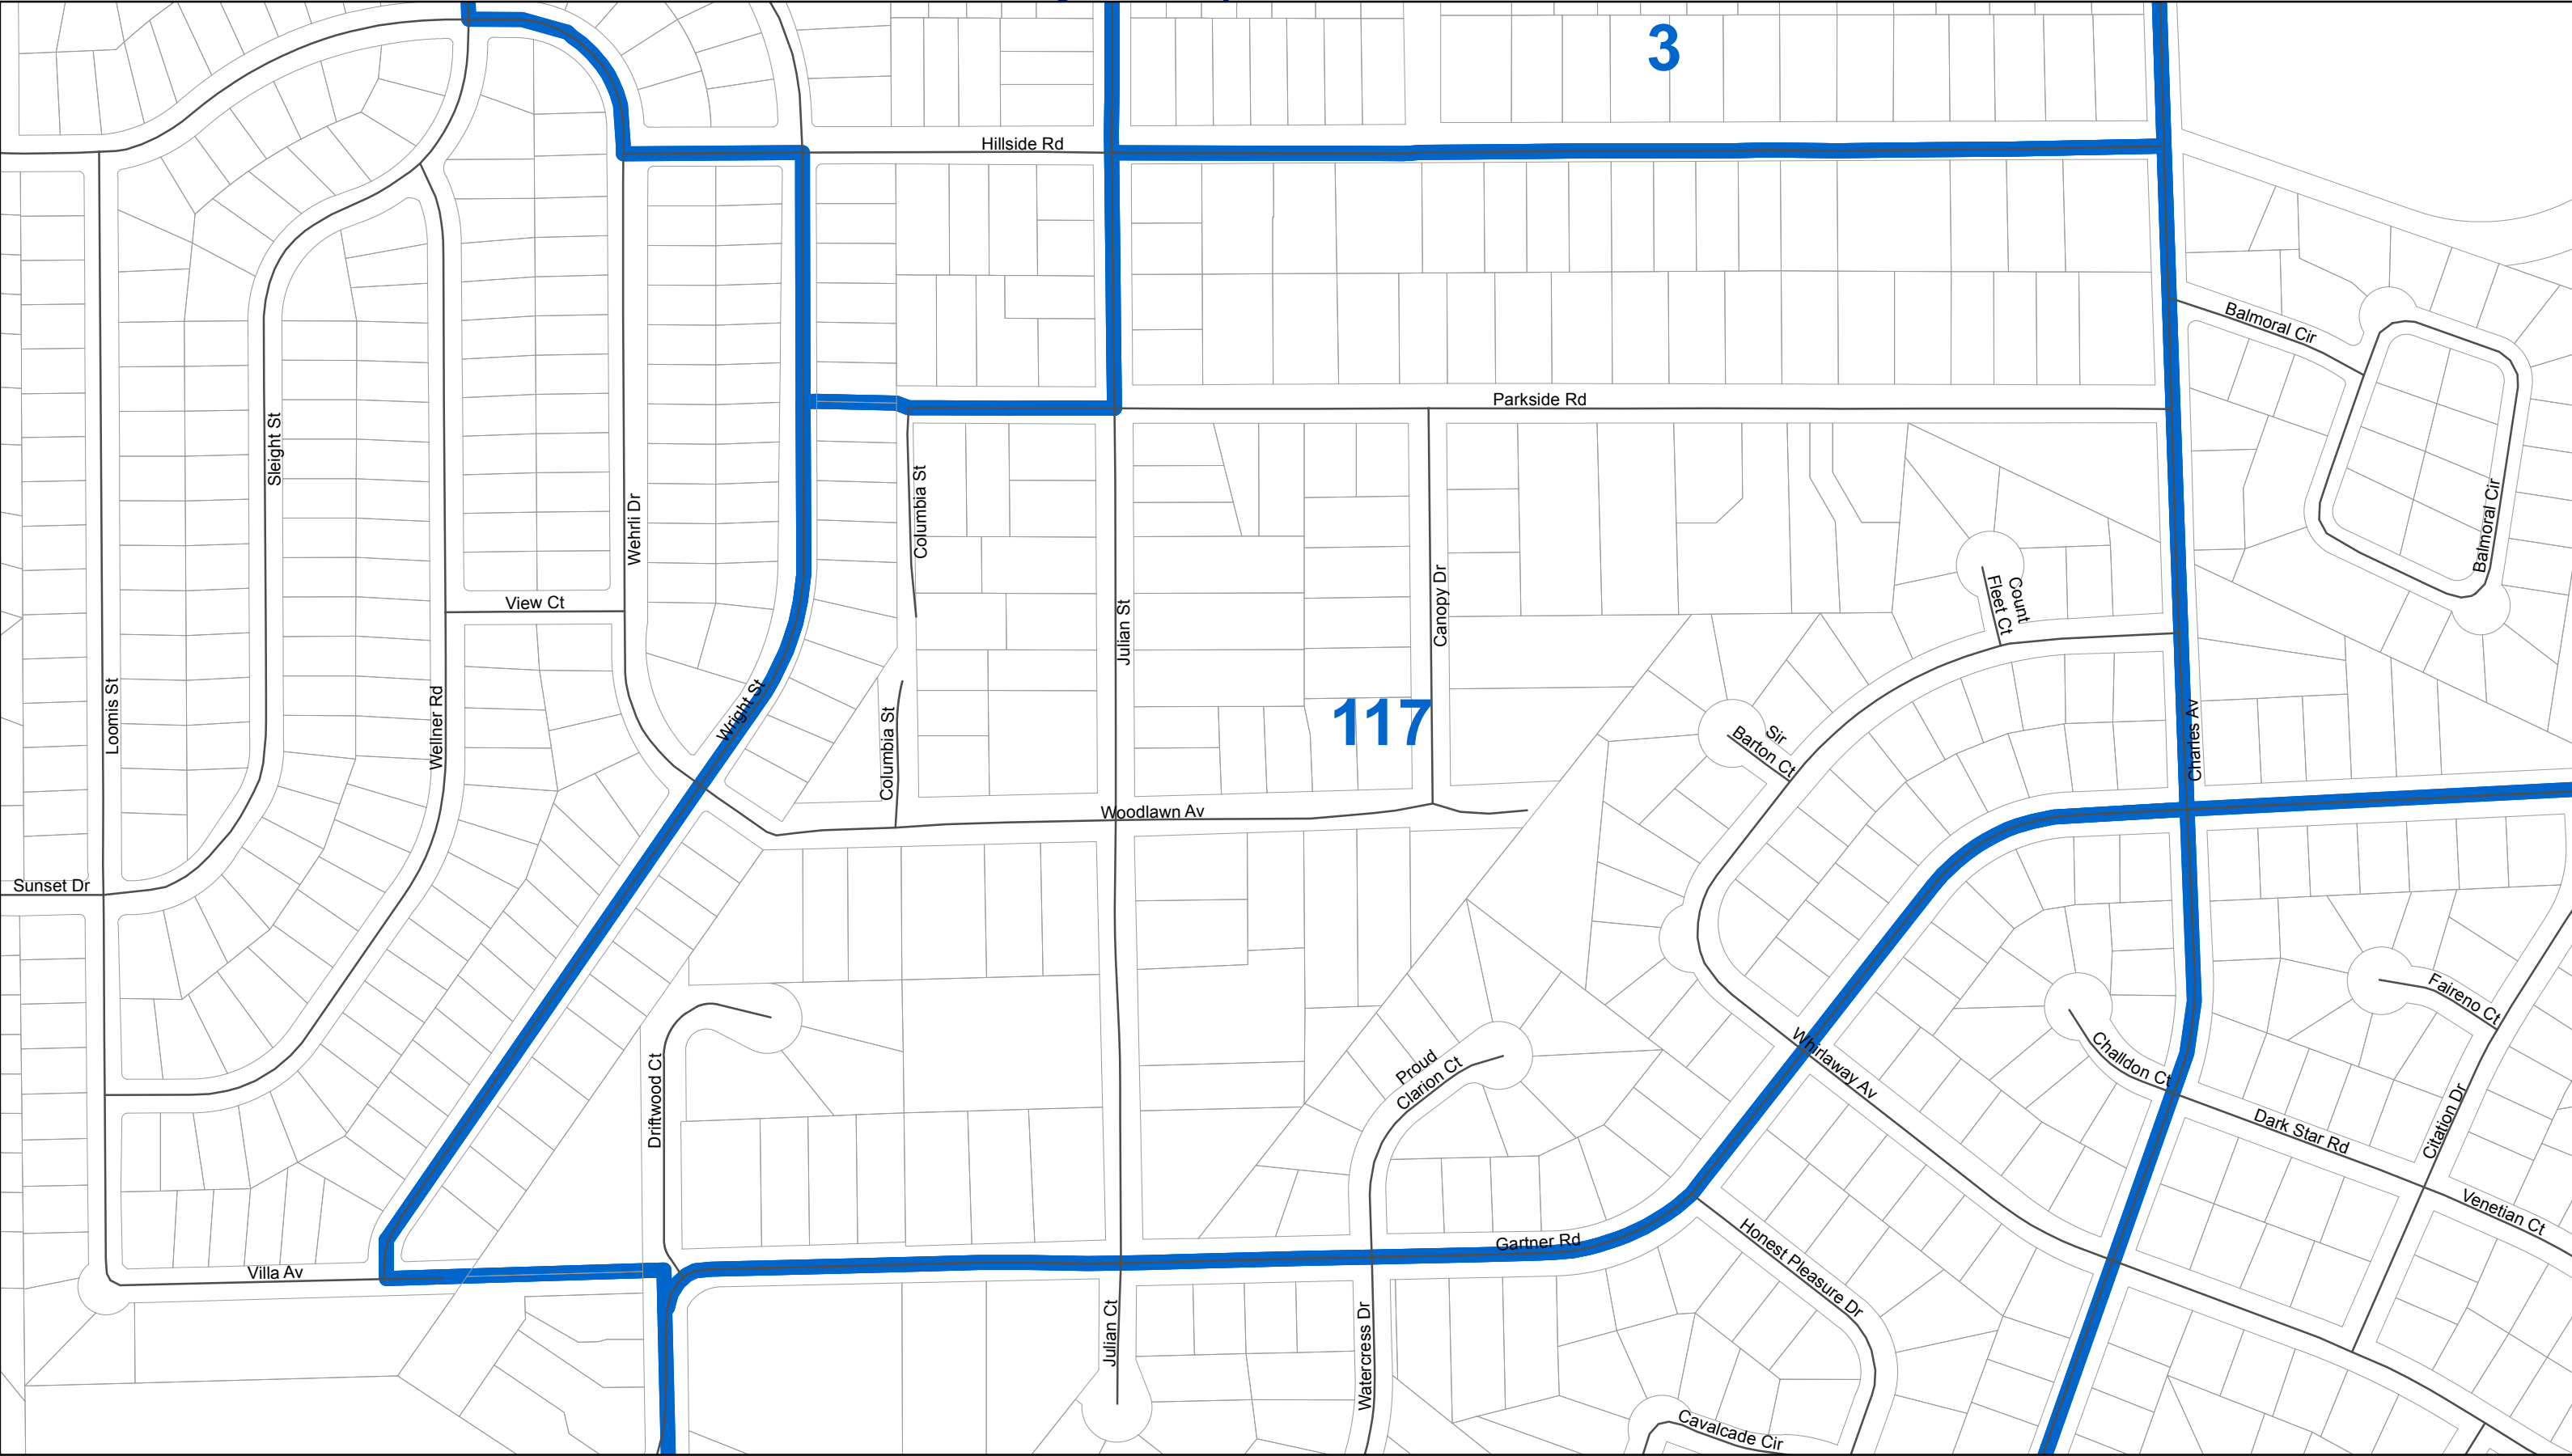 3
Hillside Rd
Balmoral Cir
Parkside Rd
Sleight St
Columbia St
Wehrli Dr
Balmoral Cir
View Ct
Julian St
Canopy Dr
Count
Fleet Ct
Loomis St
Wellner Rd
Wright St
Columbia St
117
Sir
Barton Ct
Charles Av
Woodlawn Av
Sunset Dr
Faireno Ct
Whirlaway Av
Challdon Ct
Driftwood Ct
Proud
Clarion Ct
Citation Dr
Dark Star Rd
Venetian Ct
Gartner Rd
Honest Pleasure Dr
Villa Av
Julian Ct
Watercress Dr
Cavalcade Cir